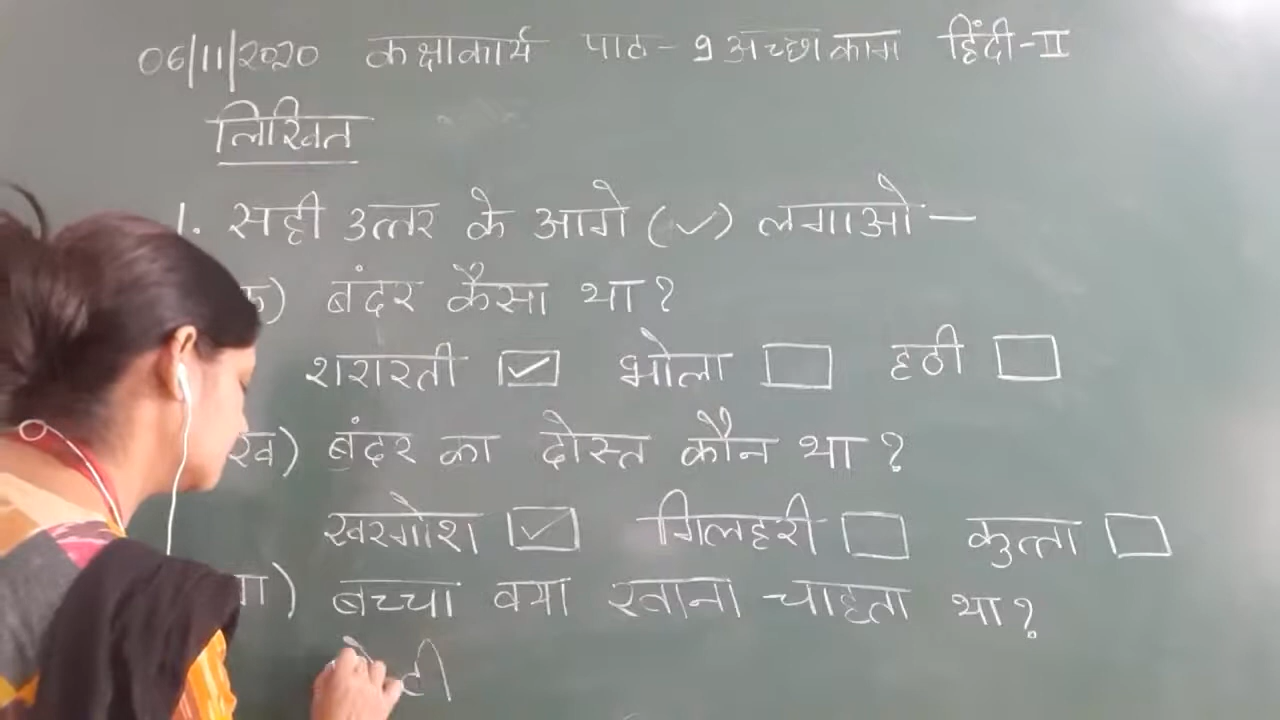 06/11/2020 कक्षाकार्य पाठ - 9 अच्छा काम हिंदी - II
लिखित
1. सही उत्तर के आगे (✓) लगाओ —
क) बंदर कैसा था?
शरारती ✓ भोला हठी
ख) बंदर का दोस्त कौन था?
खरगोश ✓ गिलहरी कुत्ता
ग) बच्चा क्या खाना चाहता था?